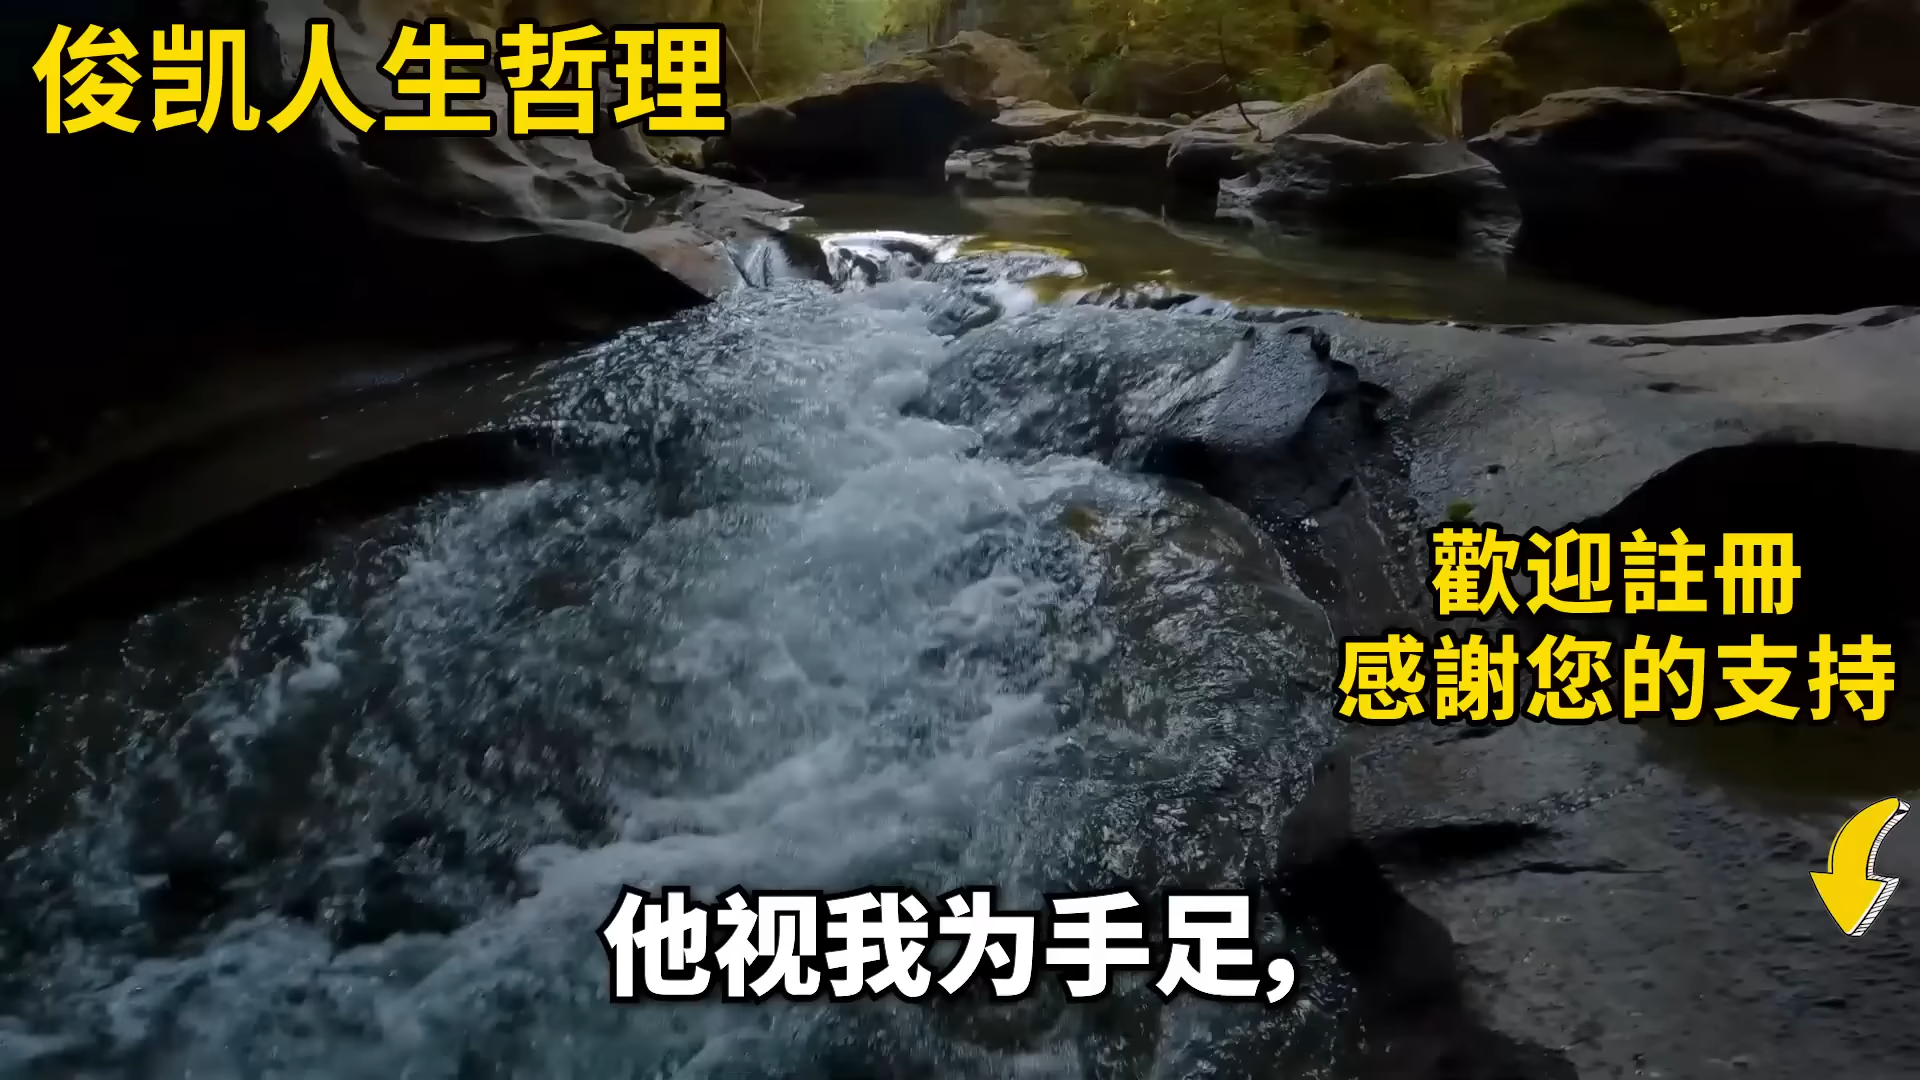 俊凯人生哲理
歡迎註冊
感謝您的支持
他视我为手足,